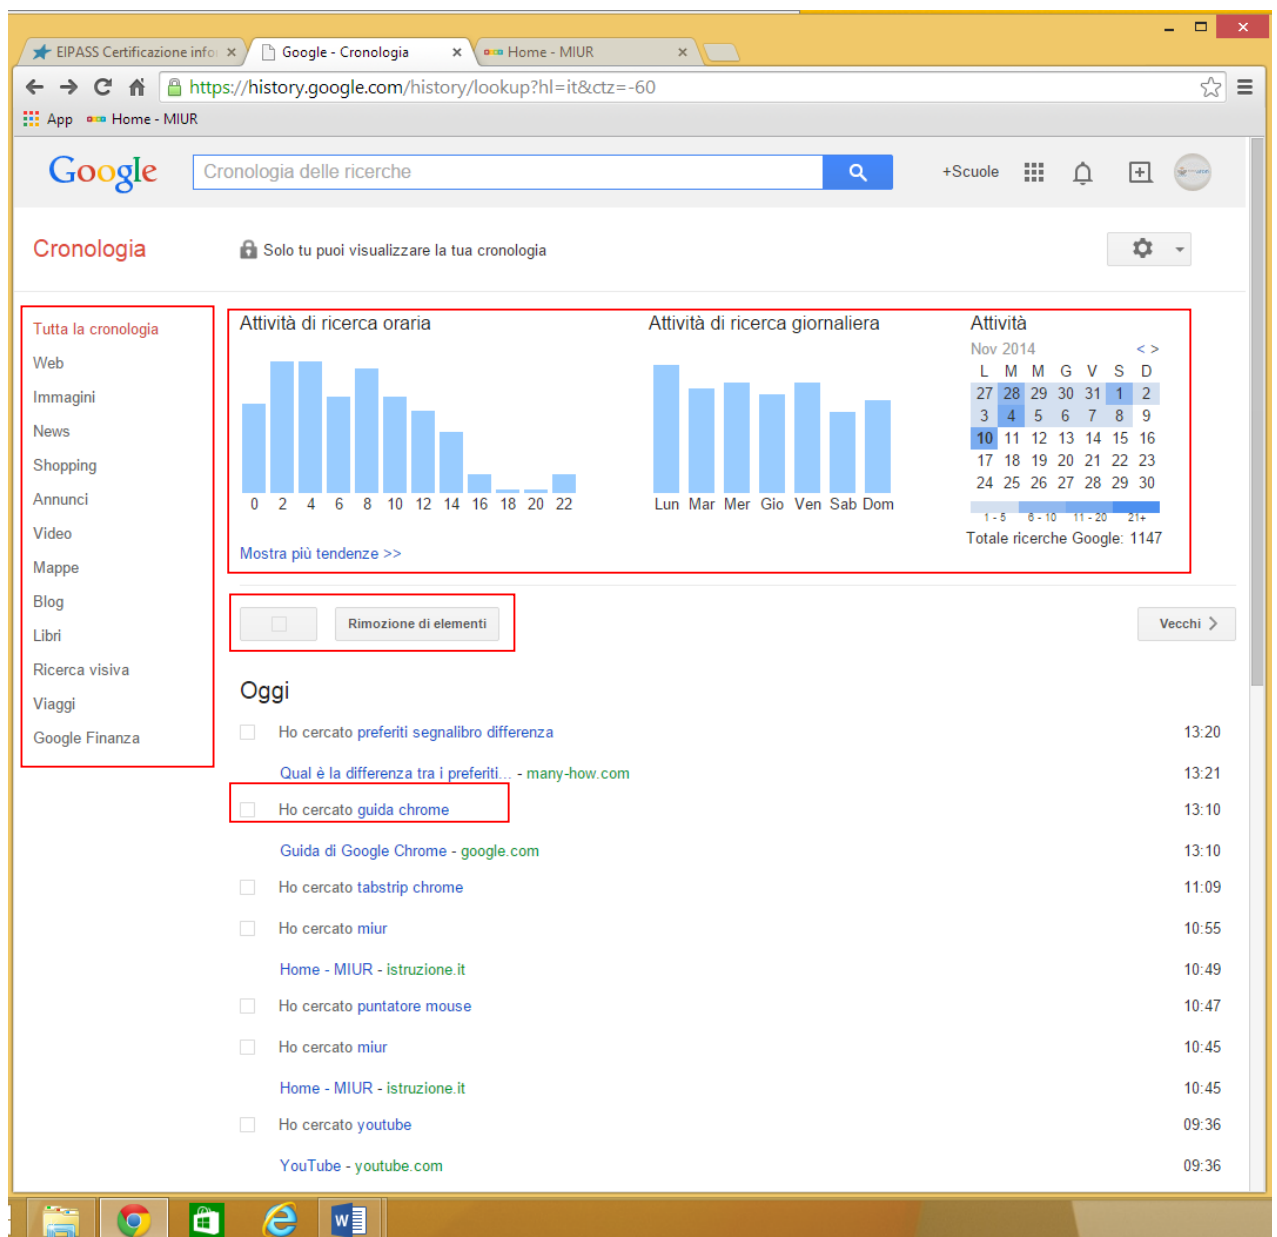 EIPASS Certificazione info
Google - Cronologia
Home - MIUR
https://history.google.com/history/lookup?hl=it&ctz=-60
App Home - MIUR
Google Cronologia delle ricerche +Scuole
Cronologia
Solo tu puoi visualizzare la tua cronologia
Tutta la cronologia
Web
Immagini
News
Shopping
Annunci
Video
Mappe
Blog
Libri
Ricerca visiva
Viaggi
Google Finanza
Attività di ricerca oraria
0 2 4 6 8 10 12 14 16 18 20 22
Mostra più tendenze >>
Attività di ricerca giornaliera
Lun Mar Mer Gio Ven Sab Dom
Attività
Nov 2014 < >
L M M G V S D
27 28 29 30 31 1 2
3 4 5 6 7 8 9
10 11 12 13 14 15 16
17 18 19 20 21 22 23
24 25 26 27 28 29 30
1 - 5 6 - 10 11 - 20 21+
Totale ricerche Google: 1147
Rimozione di elementi
Vecchi
Oggi
Ho cercato preferiti segnalibro differenza 13:20
Qual è la differenza tra i preferiti... - many-how.com 13:21
Ho cercato guida chrome 13:10
Guida di Google Chrome - google.com 13:10
Ho cercato tabstrip chrome 11:09
Ho cercato miur 10:55
Home - MIUR - istruzione.it 10:49
Ho cercato puntatore mouse 10:47
Ho cercato miur 10:45
Home - MIUR - istruzione.it 10:45
Ho cercato youtube 09:36
YouTube - youtube.com 09:36